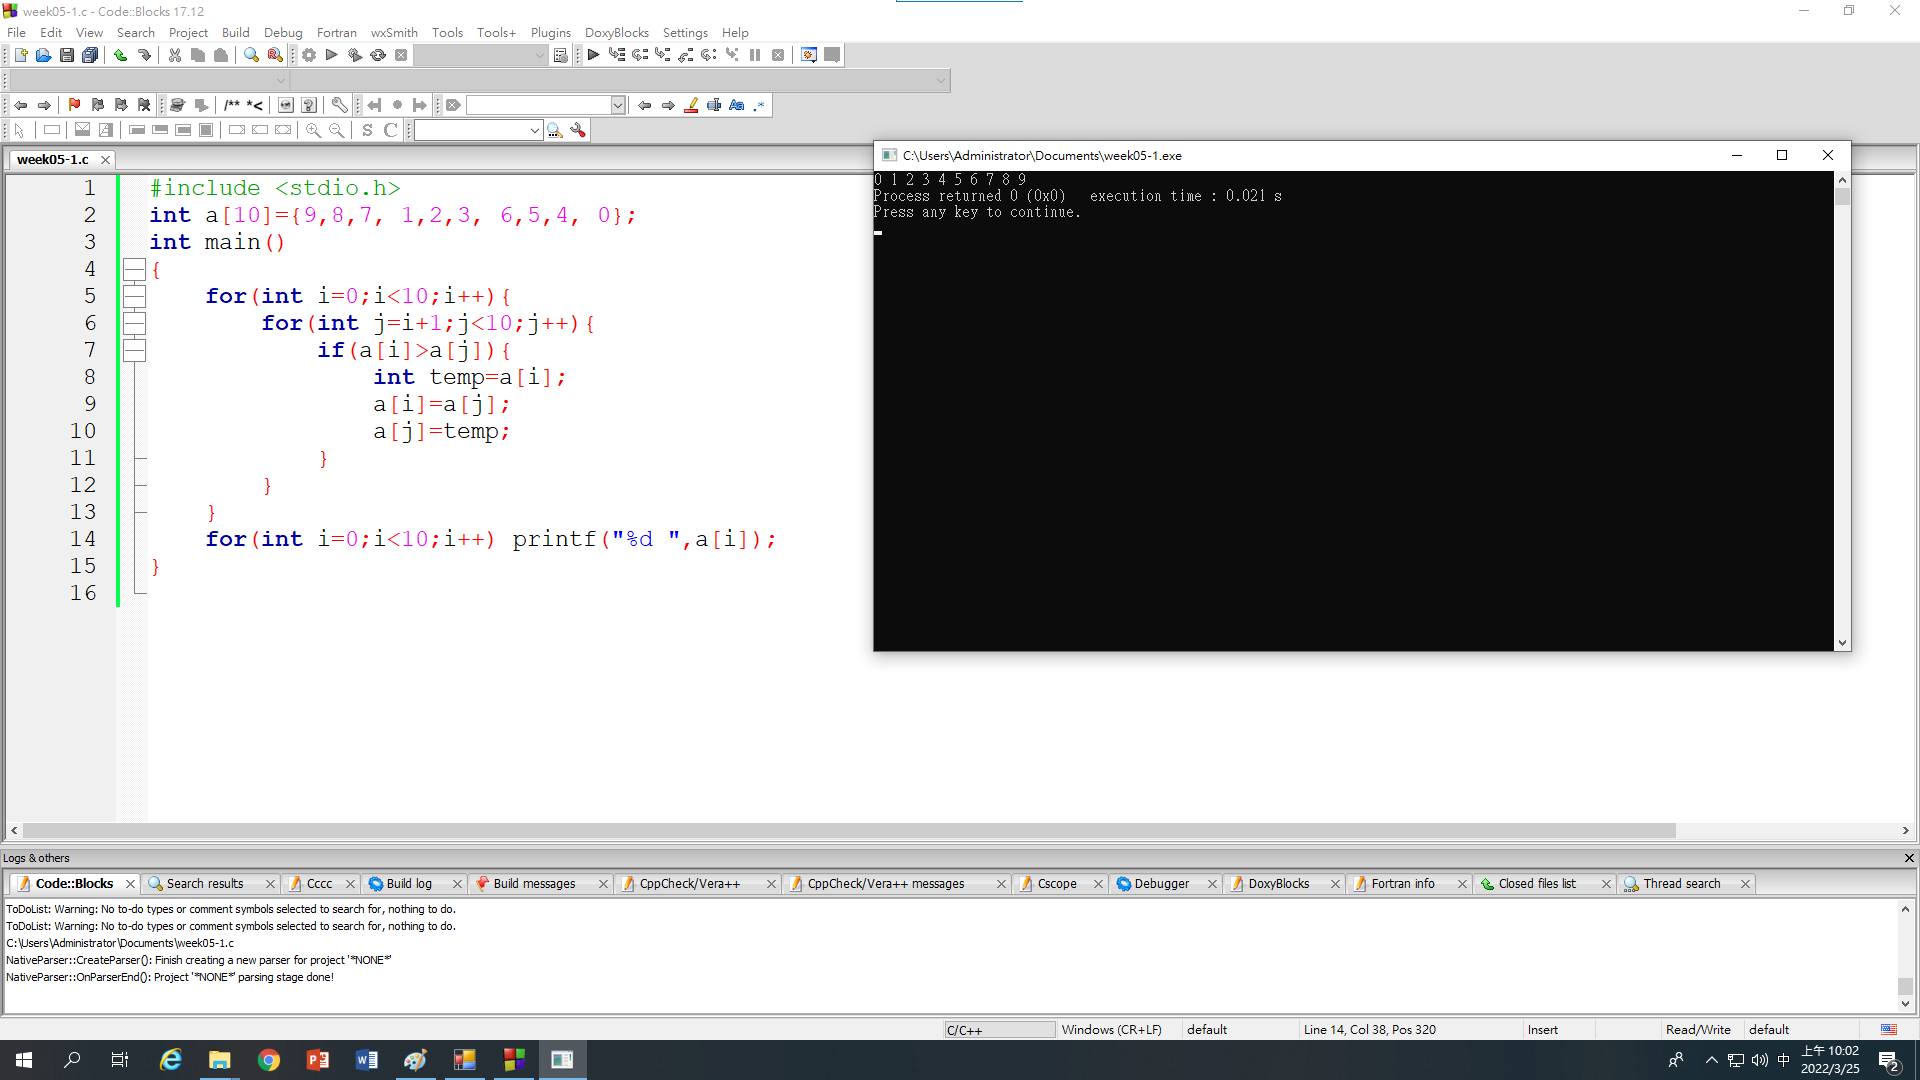 week05-1.c - Code::Blocks 17.12
File Edit View Search Project Build Debug Fortran wxSmith Tools Tools+ Plugins DoxyBlocks Settings Help
/** *<
S C
week05-1.c
1 #include <stdio.h>
2 int a[10]={9,8,7, 1,2,3, 6,5,4, 0};
3 int main()
4 {
5 for(int i=0;i<10;i++){
6 for(int j=i+1;j<10;j++){
7 if(a[i]>a[j]){
8 int temp=a[i];
9 a[i]=a[j];
10 a[j]=temp;
11 }
12 }
13 }
14 for(int i=0;i<10;i++) printf("%d ",a[i]);
15 }
16
C:\Users\Administrator\Documents\week05-1.exe
0 1 2 3 4 5 6 7 8 9
Process returned 0 (0x0)   execution time : 0.021 s
Press any key to continue.
Logs & others
Code::Blocks Search results Cccc Build log Build messages CppCheck/Vera++ CppCheck/Vera++ messages Cscope Debugger DoxyBlocks Fortran info Closed files list Thread search
ToDoList: Warning: No to-do types or comment symbols selected to search for, nothing to do.
ToDoList: Warning: No to-do types or comment symbols selected to search for, nothing to do.
C:\Users\Administrator\Documents\week05-1.c
NativeParser::CreateParser(): Finish creating a new parser for project '*NONE*'
NativeParser::OnParserEnd(): Project '*NONE*' parsing stage done!
C/C++ Windows (CR+LF) default Line 14, Col 38, Pos 320 Insert Read/Write default
中 上午 10:02
2022/3/25
2